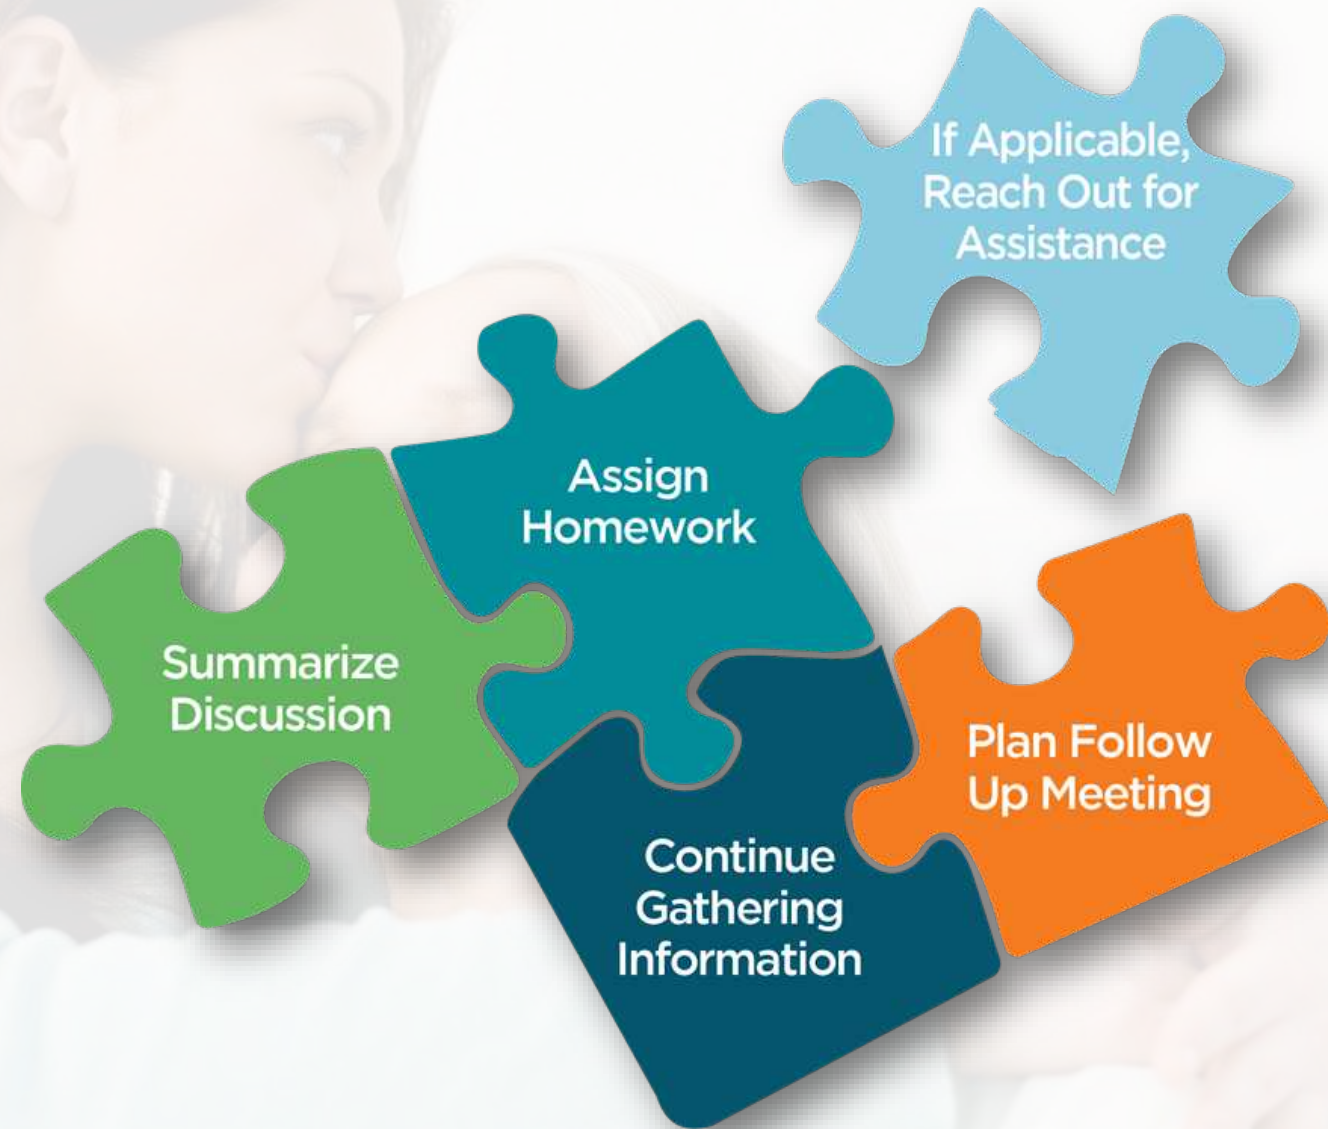 If Applicable,
Reach Out for
Assistance
Assign
Homework
Summarize
Discussion
Plan Follow
Up Meeting
Continue
Gathering
Information